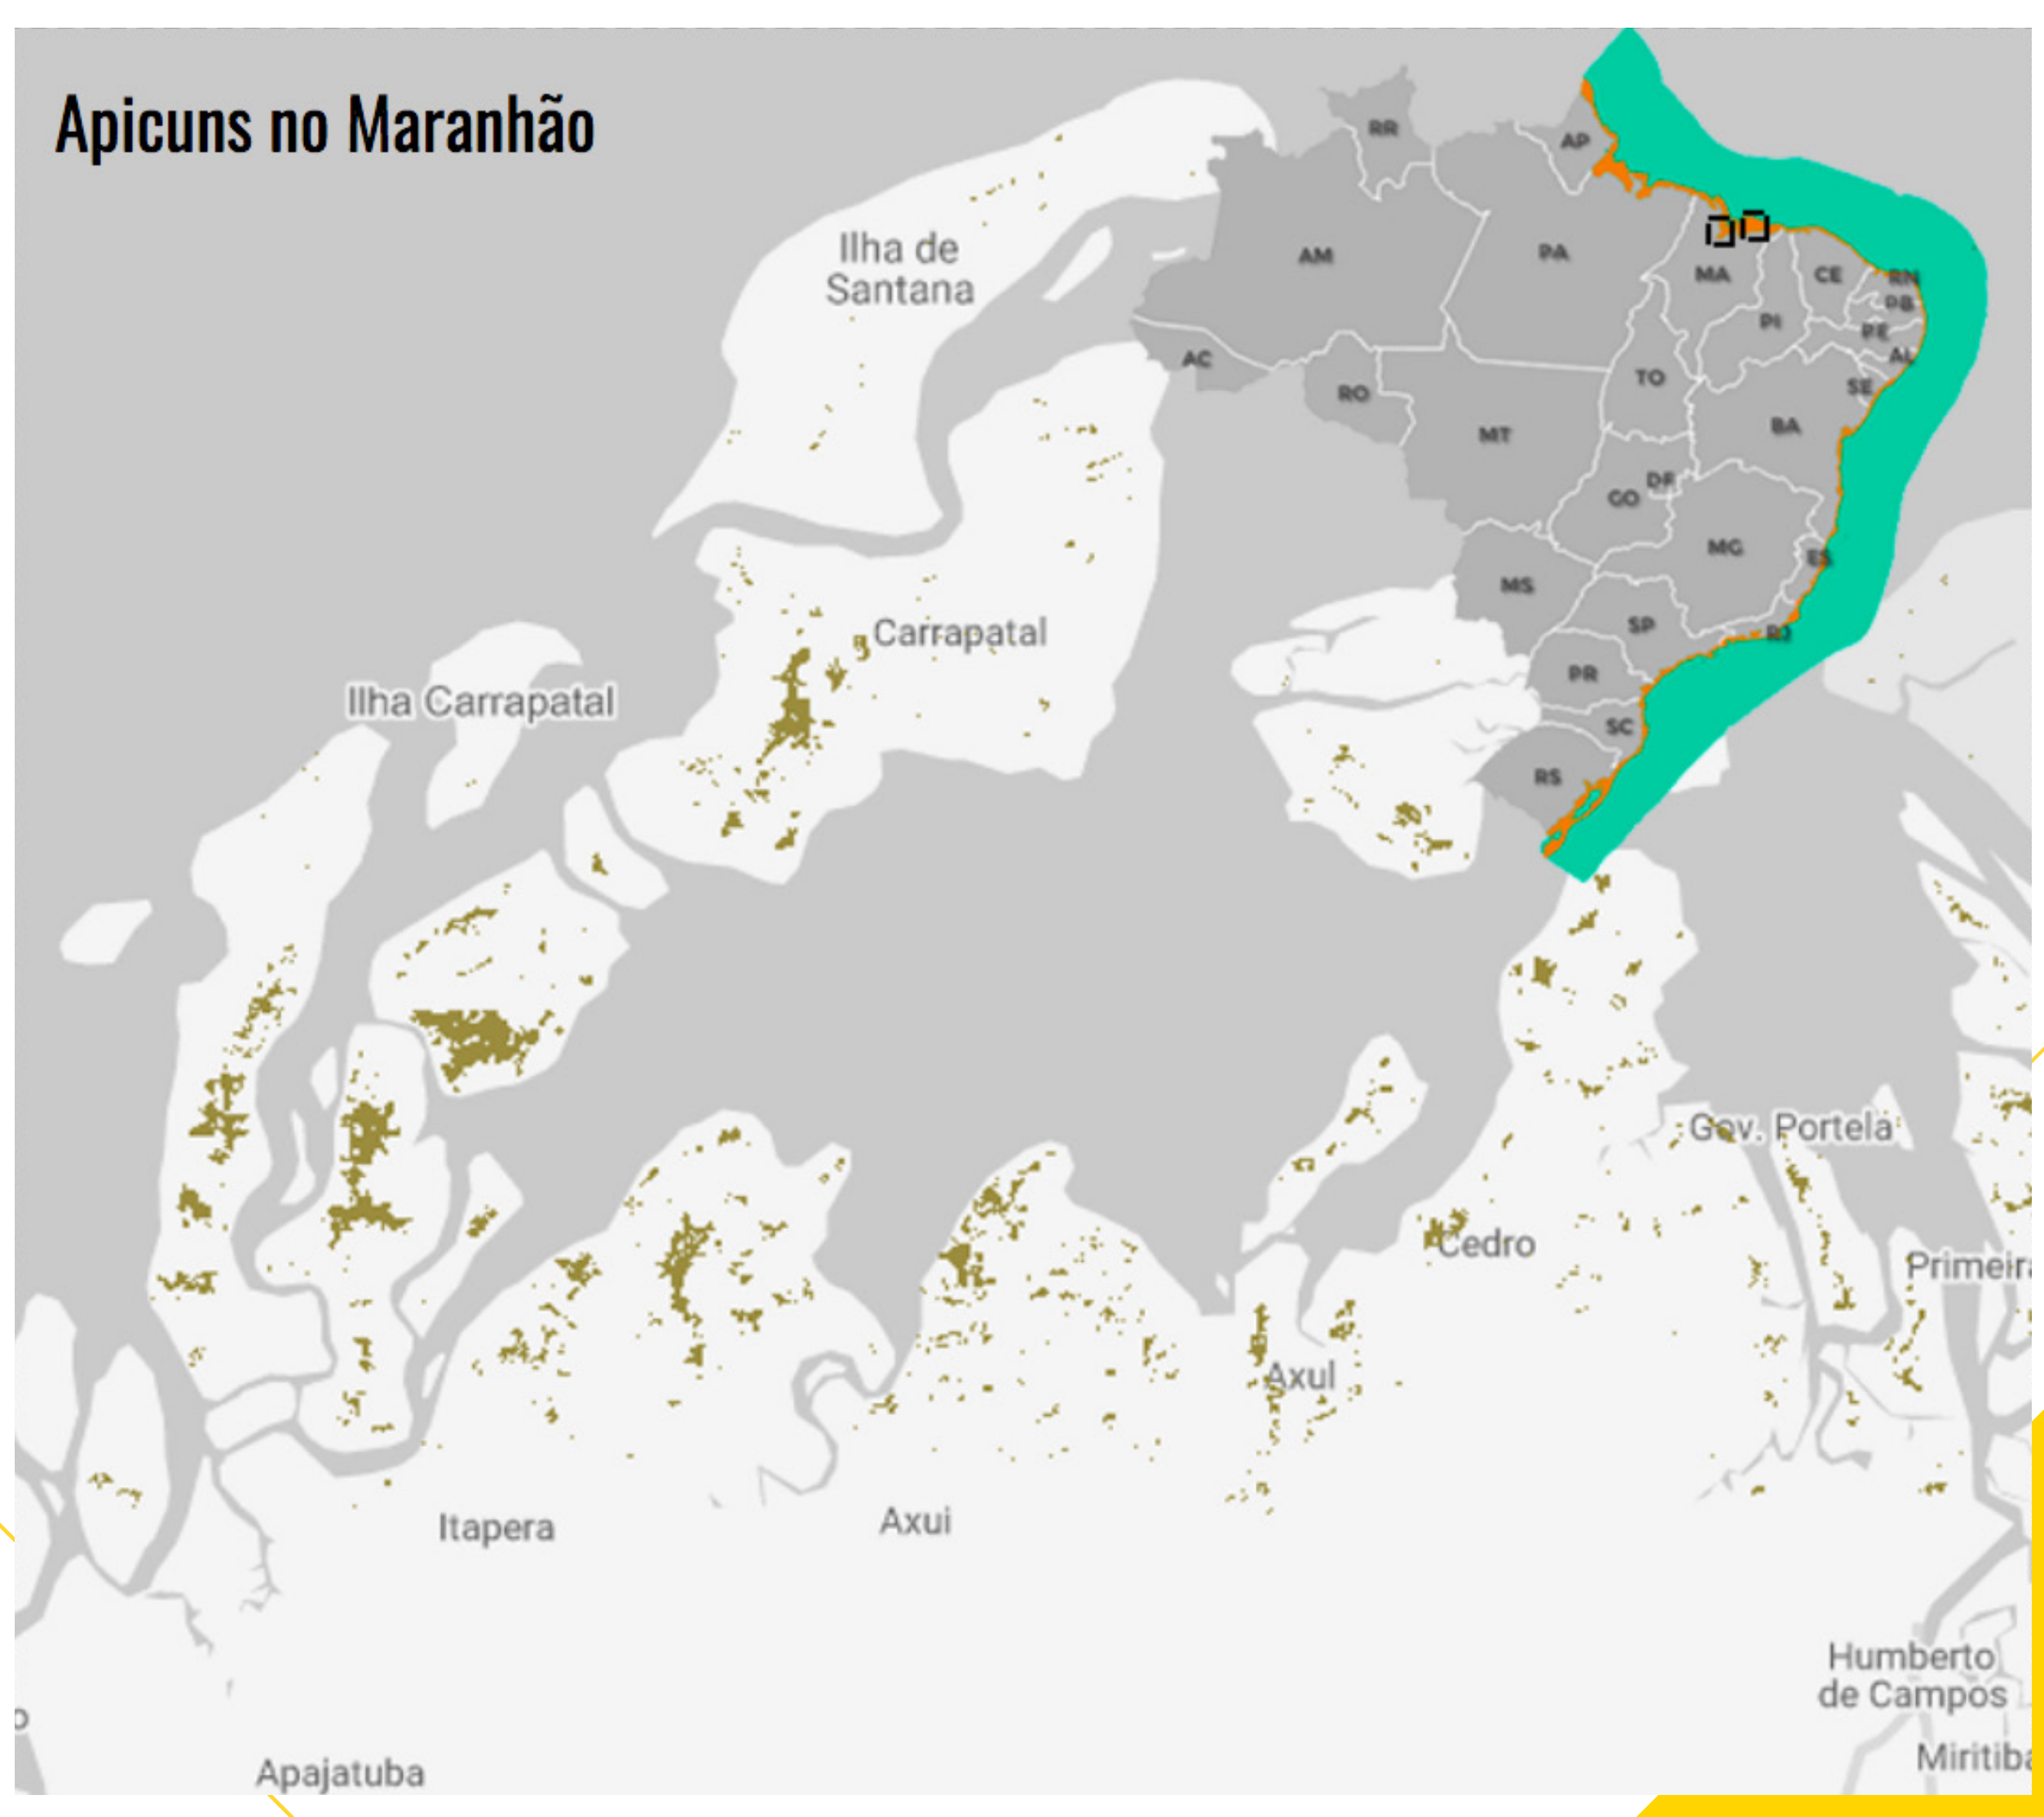 Apicuns no Maranhão
RR
AP
AM
PA
MA
CE
RN
PB
PI
PE
AL
AC
RO
TO
SE
MT
BA
DF
GO
MG
ES
MS
SP
RJ
PR
SC
RS
Ilha de
Santana
Carrapatal
Ilha Carrapatal
Gov. Portela
Cedro
Primeir
Axul
Itapera
Axui
Humberto
de Campos
o
Apajatuba
Miritiba